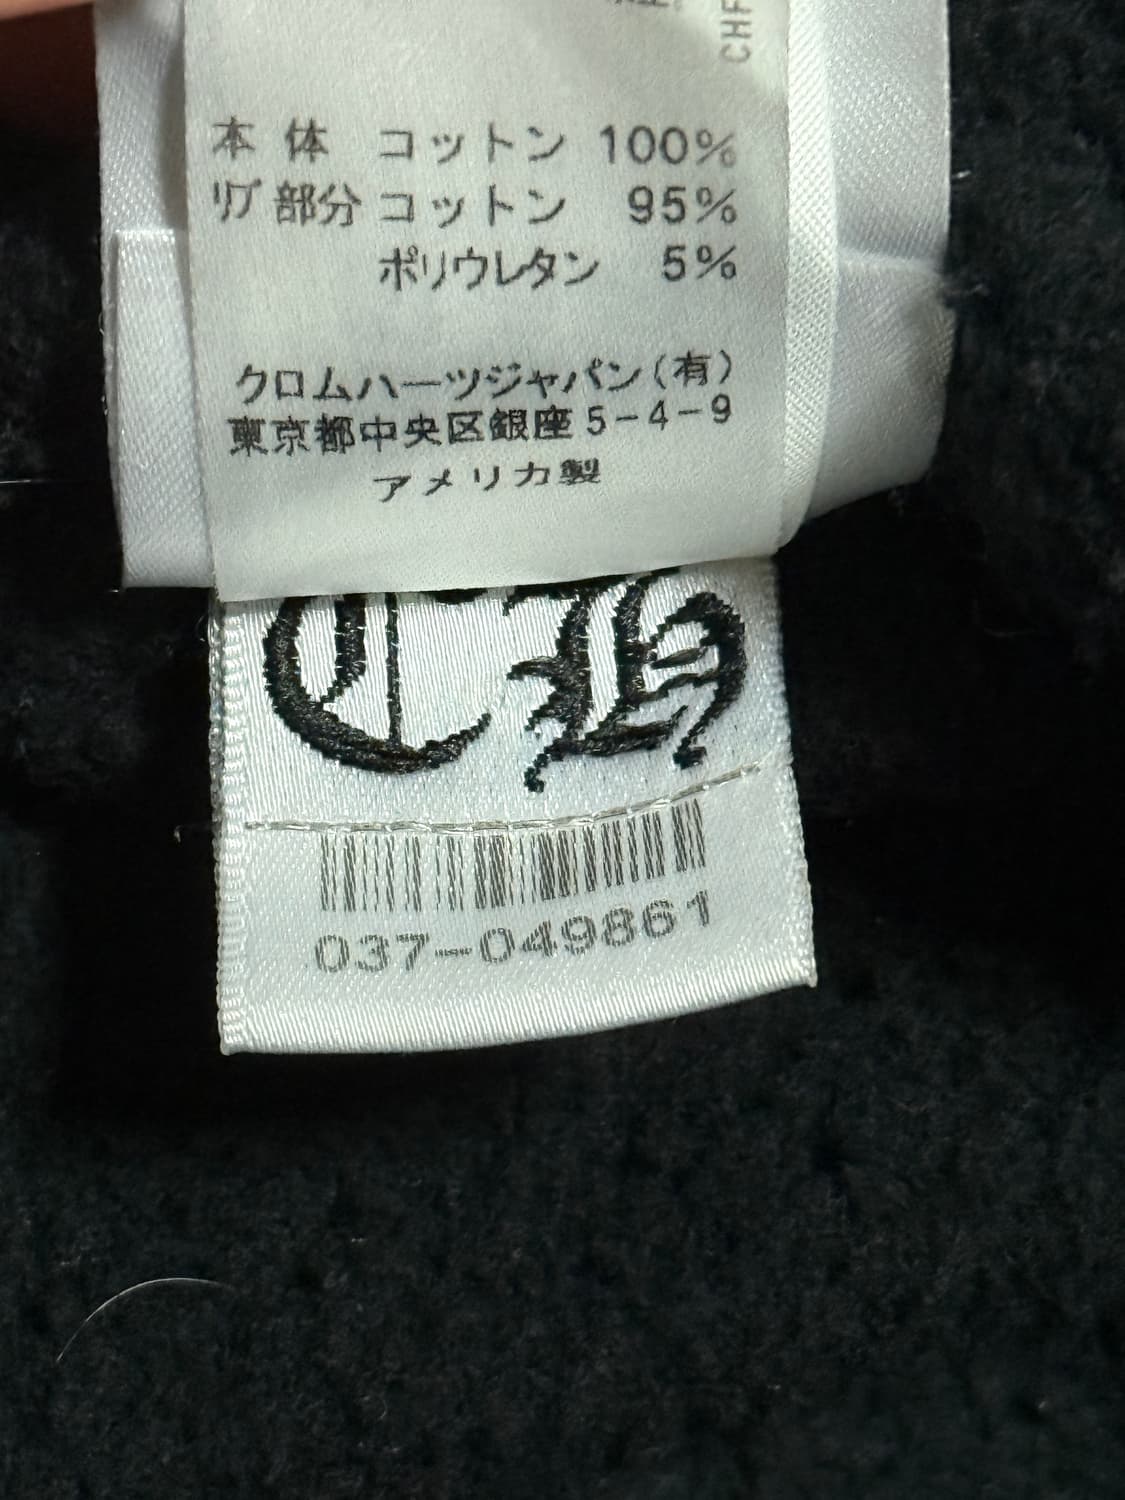 CHF
本体 コットン 100%
リブ部分 コットン 95%
ポリウレタン 5%
クロムハーツジャパン(有)
東京都中央区銀座5-4-9
アメリカ製
CH
037-049861